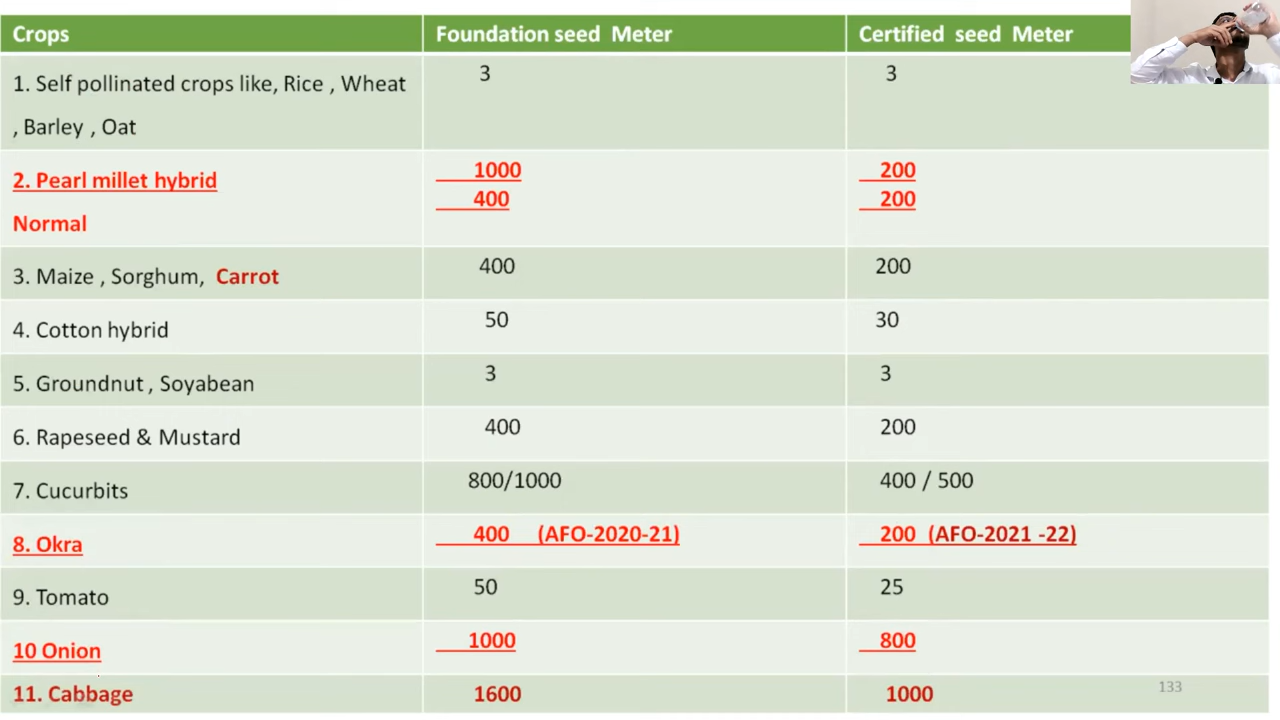 Crops Foundation seed Meter Certified seed Meter
1. Self pollinated crops like, Rice , Wheat 3 3
, Barley , Oat
2. Pearl millet hybrid 1000 200
Normal 400 200
3. Maize , Sorghum, Carrot 400 200
4. Cotton hybrid 50 30
5. Groundnut , Soyabean 3 3
6. Rapeseed & Mustard 400 200
7. Cucurbits 800/1000 400 / 500
8. Okra 400 (AFO-2020-21) 200 (AFO-2021 -22)
9. Tomato 50 25
10 Onion 1000 800
11. Cabbage 1600 1000
133